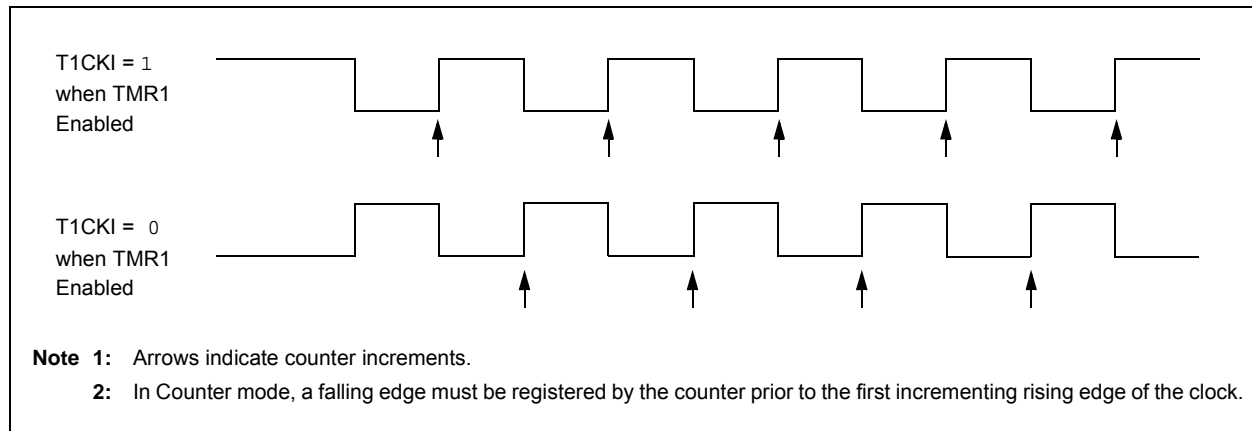 T1CKI = 1
when TMR1
Enabled
T1CKI = 0
when TMR1
Enabled
Note 1: Arrows indicate counter increments.
2: In Counter mode, a falling edge must be registered by the counter prior to the first incrementing rising edge of the clock.